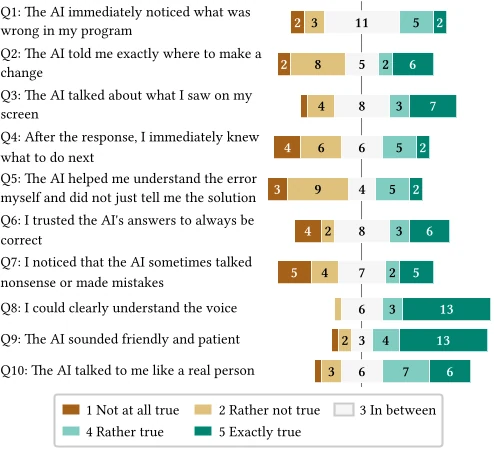 Q1: The AI immediately noticed what was
wrong in my program
2 3 11 5 2
Q2: The AI told me exactly where to make a
change
2 8 5 2 6
Q3: The AI talked about what I saw on my
screen
4 8 3 7
Q4: After the response, I immediately knew
what to do next
4 6 6 5 2
Q5: The AI helped me understand the error
myself and did not just tell me the solution
3 9 4 5 2
Q6: I trusted the AI's answers to always be
correct
4 2 8 3 6
Q7: I noticed that the AI sometimes talked
nonsense or made mistakes
5 4 7 2 5
Q8: I could clearly understand the voice
6 3 13
Q9: The AI sounded friendly and patient
2 3 4 13
Q10: The AI talked to me like a real person
3 6 7 6
1 Not at all true 2 Rather not true 3 In between
4 Rather true 5 Exactly true